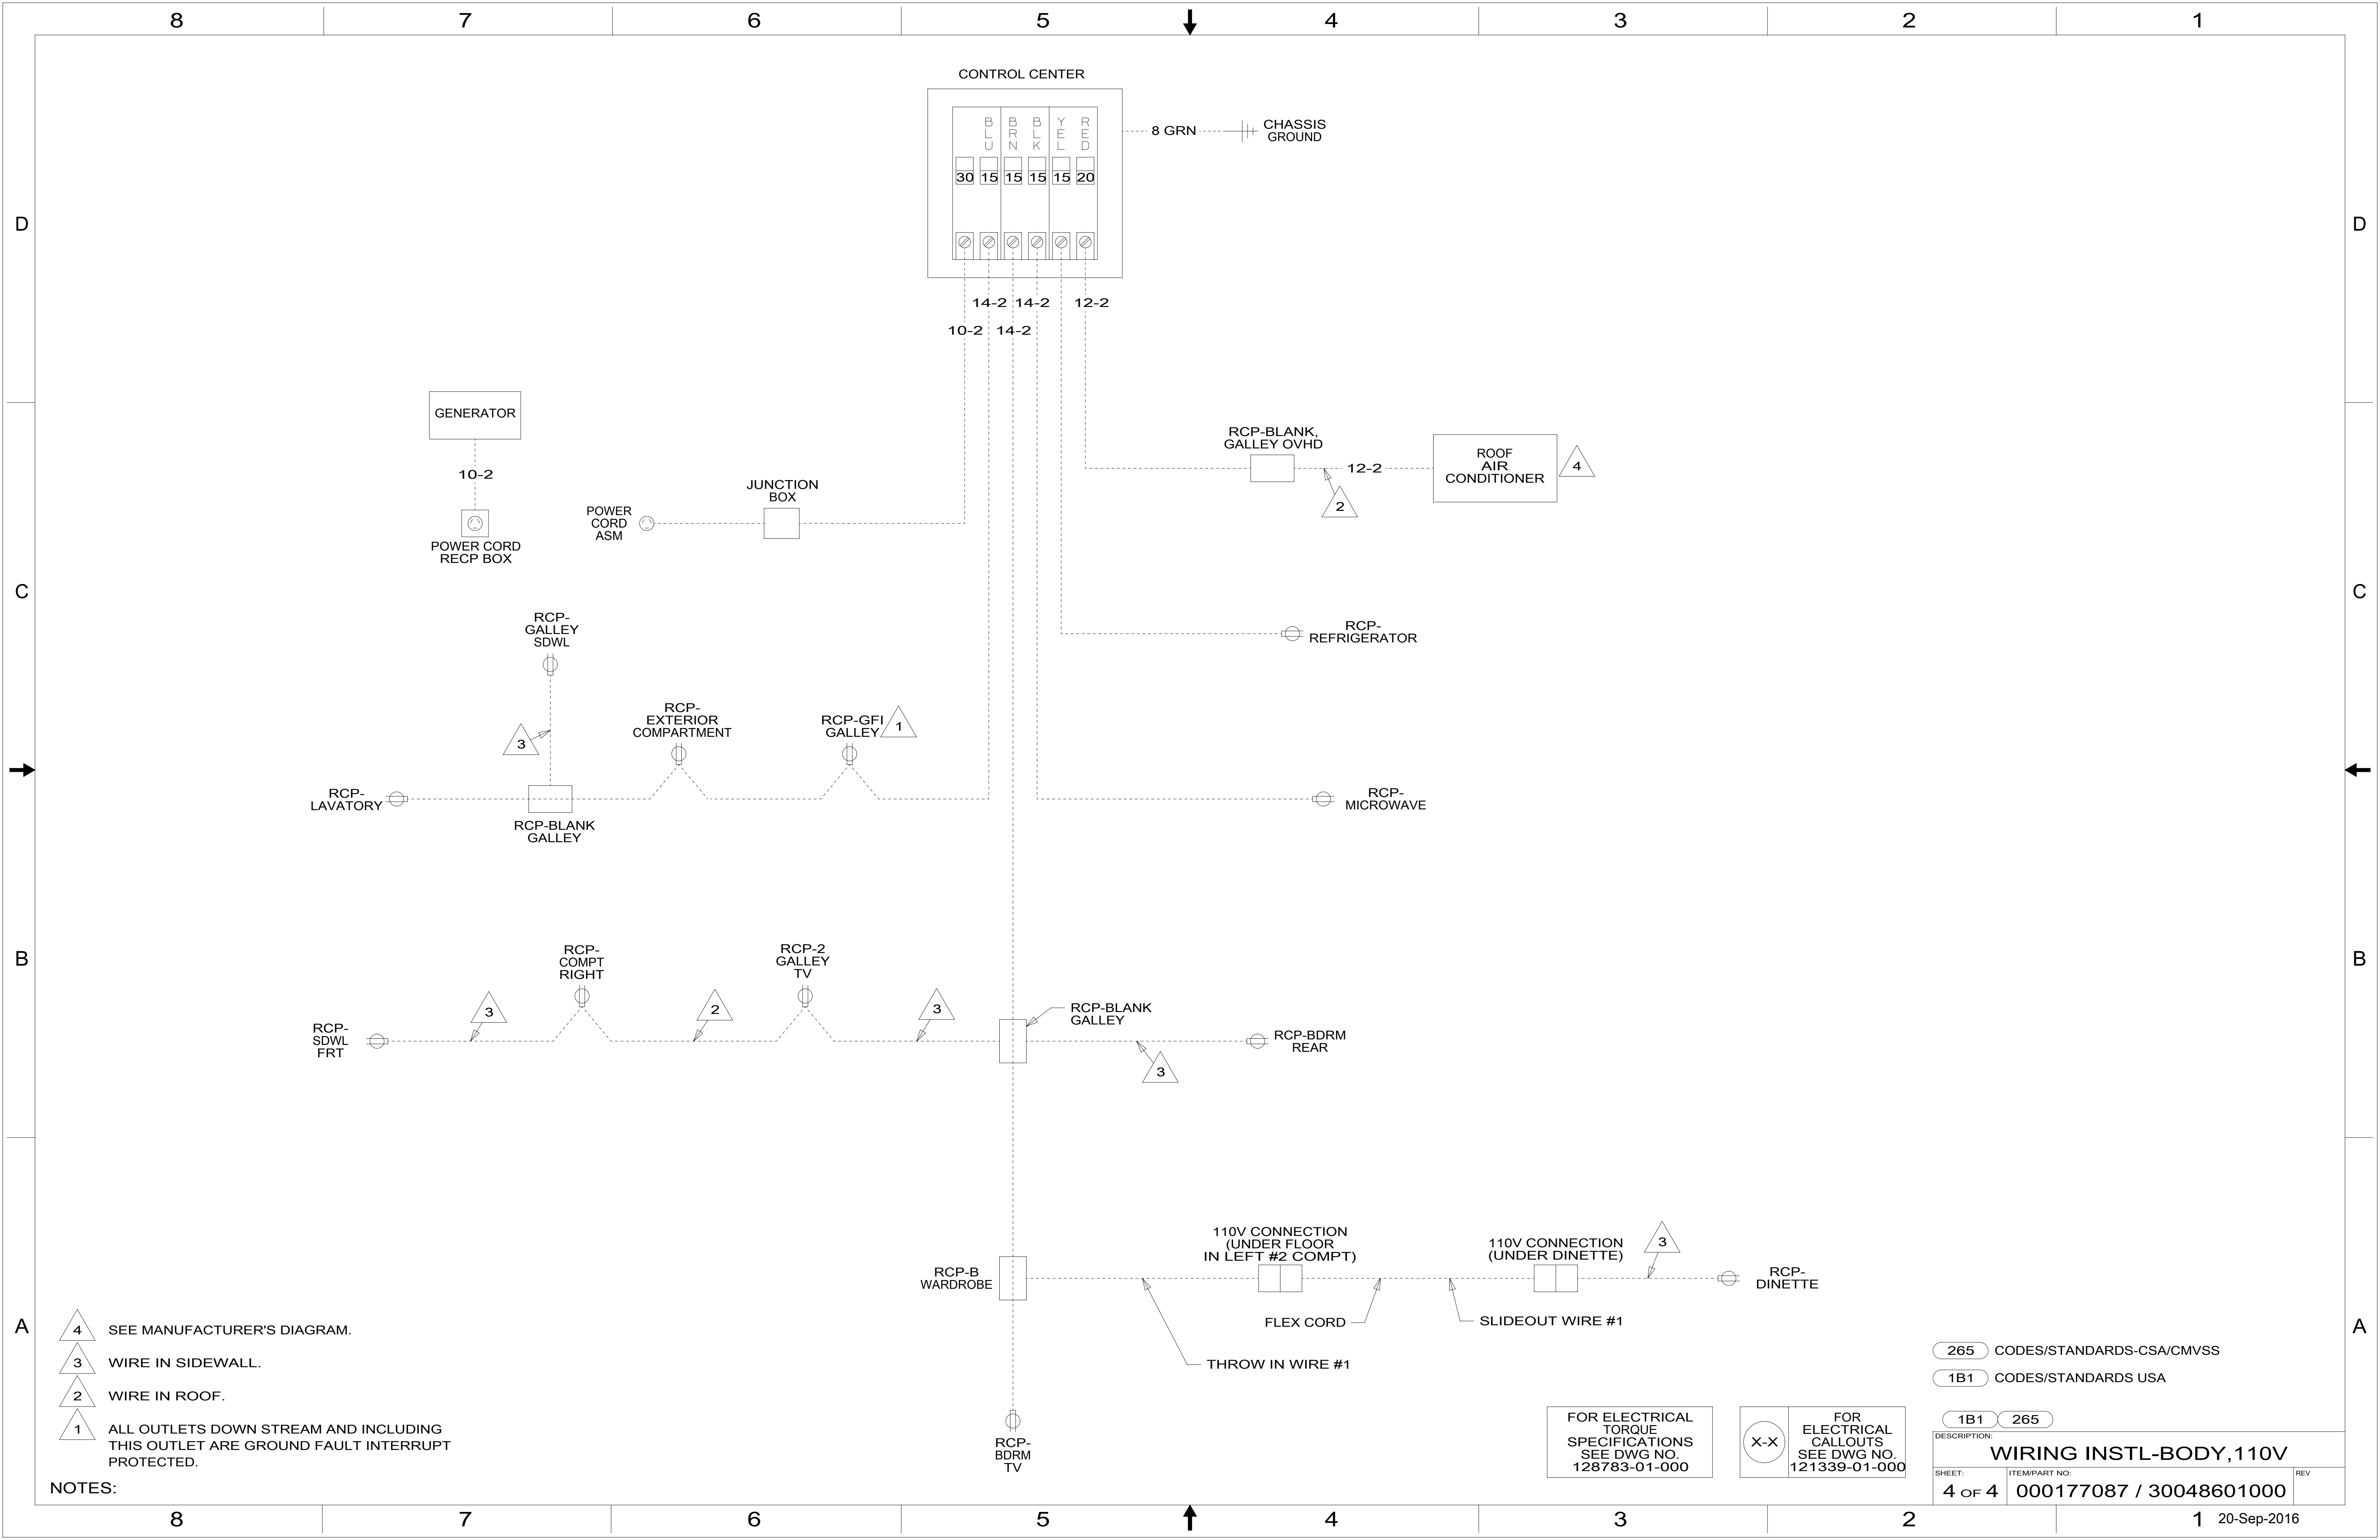 8 7 6 5 4 3 2 1
CONTROL CENTER
BLU BRN BLK YEL RED
30 15 15 15 15 20
8 GRN
CHASSIS
GROUND
D
D
14-2 14-2 12-2
10-2 14-2
GENERATOR
10-2
POWER CORD
RECP BOX
POWER
CORD
ASM
JUNCTION
BOX
RCP-BLANK,
GALLEY OVHD
12-2
2
ROOF
AIR
CONDITIONER
4
C
C
RCP-
GALLEY
SDWL
3
RCP-
EXTERIOR
COMPARTMENT
RCP-GFI
GALLEY
1
RCP-
REFRIGERATOR
RCP-
LAVATORY
RCP-BLANK
GALLEY
RCP-
MICROWAVE
B
B
RCP-
COMPT
RIGHT
RCP-2
GALLEY
TV
RCP-
SDWL
FRT
3
2
3
RCP-BLANK
GALLEY
3
RCP-BDRM
REAR
RCP-B
WARDROBE
110V CONNECTION
(UNDER FLOOR
IN LEFT #2 COMPT)
110V CONNECTION
(UNDER DINETTE)
3
RCP-
DINETTE
FLEX CORD
SLIDEOUT WIRE #1
THROW IN WIRE #1
RCP-
BDRM
TV
A
A
4 SEE MANUFACTURER'S DIAGRAM.
3 WIRE IN SIDEWALL.
2 WIRE IN ROOF.
1 ALL OUTLETS DOWN STREAM AND INCLUDING
THIS OUTLET ARE GROUND FAULT INTERRUPT
PROTECTED.
NOTES:
FOR ELECTRICAL
TORQUE
SPECIFICATIONS
SEE DWG NO.
128783-01-000
X-X
FOR
ELECTRICAL
CALLOUTS
SEE DWG NO.
121339-01-000
265 CODES/STANDARDS-CSA/CMVSS
1B1 CODES/STANDARDS USA
1B1 265
DESCRIPTION:
WIRING INSTL-BODY,110V
SHEET: ITEM/PART NO: REV
4 OF 4 000177087 / 30048601000
8 7 6 5 4 3 2 1
20-Sep-2016